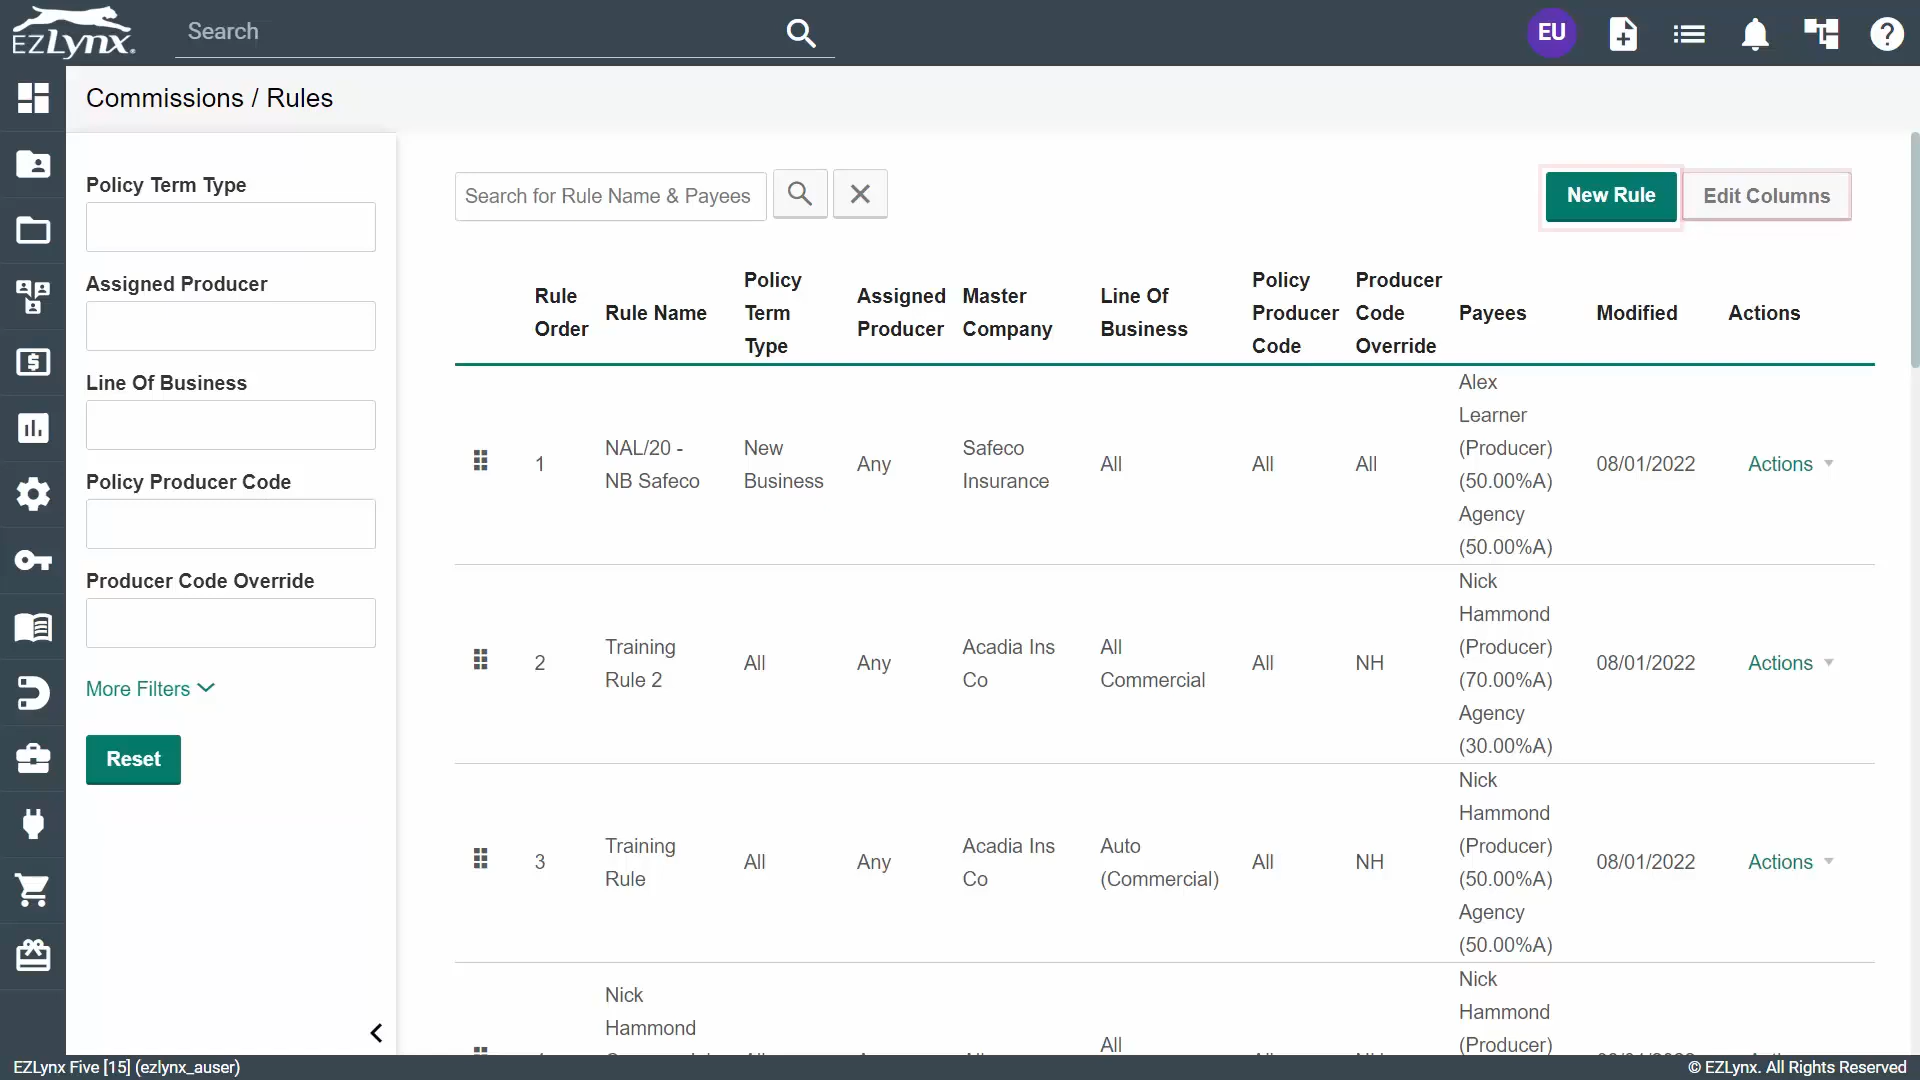 EZLynx.
Search
EU
Commissions / Rules
Policy Term Type
Assigned Producer
Line Of Business
Policy Producer Code
Producer Code Override
More Filters
Reset
Search for Rule Name & Payees
New Rule
Edit Columns
Rule Order
Rule Name
Policy Term Type
Assigned Producer
Master Company
Line Of Business
Policy Producer Code
Producer Code Override
Payees
Modified
Actions
1
NAL/20 -
NB Safeco
New
Business
Any
Safeco
Insurance
All
All
All
Alex
Learner
(Producer)
(50.00%A)
Agency
(50.00%A)
08/01/2022
Actions
2
Training
Rule 2
All
Any
Acadia Ins
Co
All
Commercial
All
NH
Nick
Hammond
(Producer)
(70.00%A)
Agency
(30.00%A)
08/01/2022
Actions
3
Training
Rule
All
Any
Acadia Ins
Co
Auto
(Commercial)
All
NH
Nick
Hammond
(Producer)
(50.00%A)
Agency
(50.00%A)
08/01/2022
Actions
Nick
Hammond
All
Nick
Hammond
(Producer)
EZLynx Five [15] (ezlynx_auser)
© EZLynx. All Rights Reserved